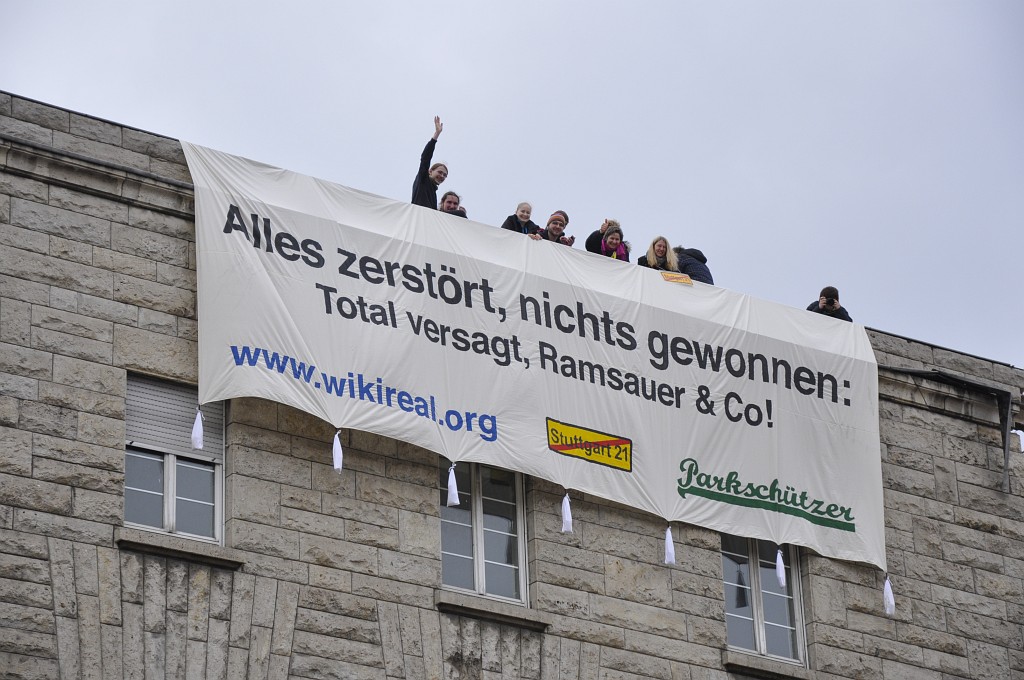 Alles zerstört, nichts gewonnen:
Total versagt, Ramsauer & Co!
www.wikireal.org
Stuttgart 21
Parkschützer